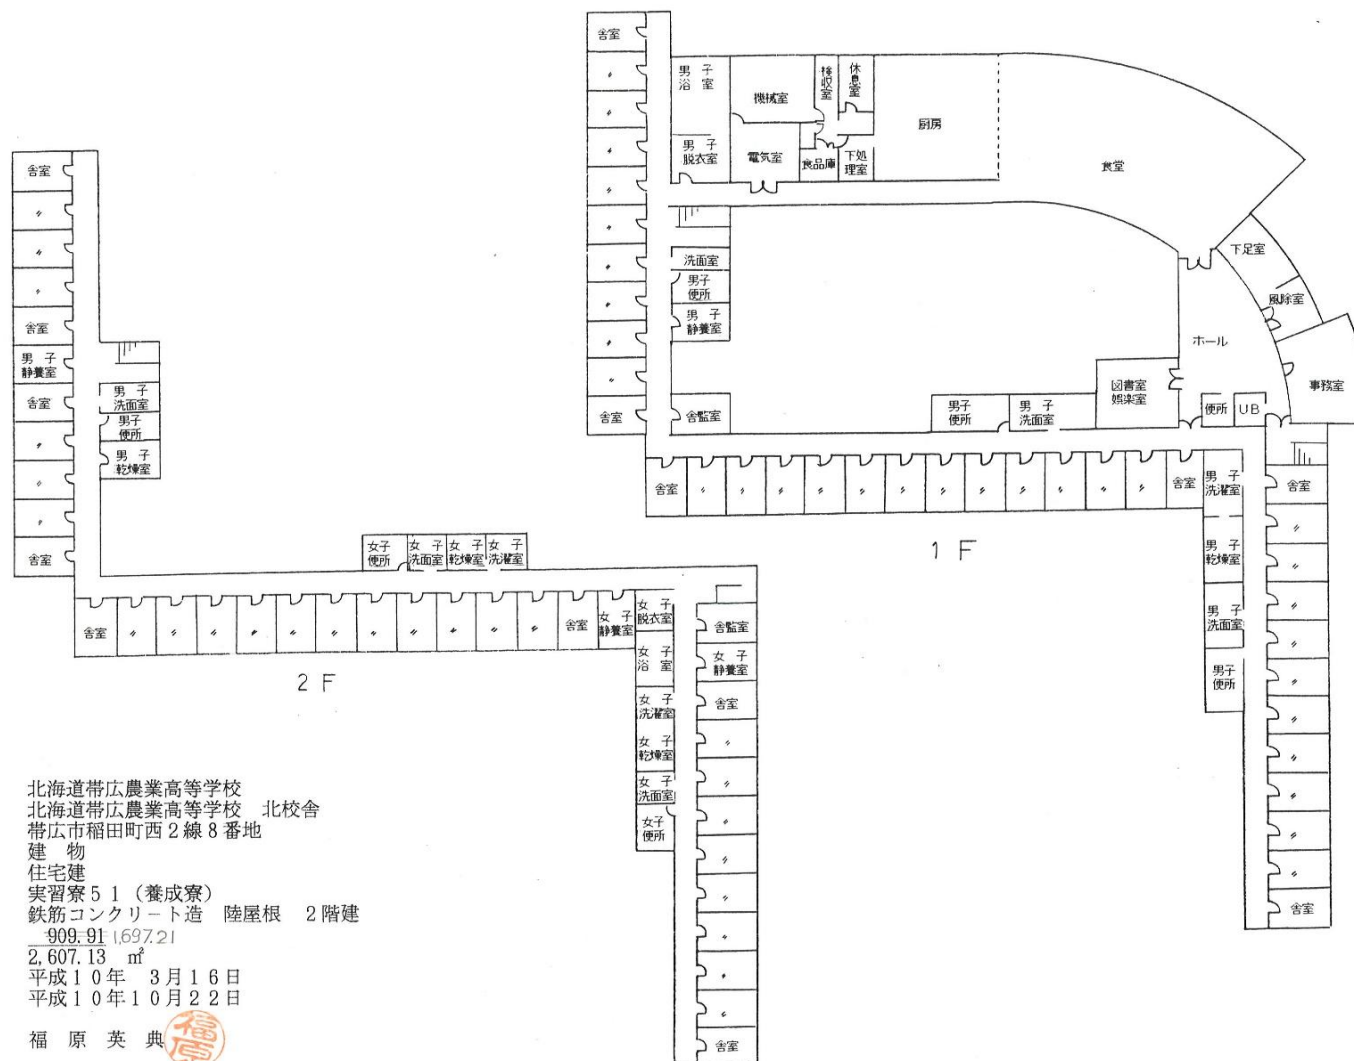 舎室
〃
〃
〃
〃
〃
〃
〃
〃
〃
舎室
男子
浴室
男子
脱衣室
機械室
電気室
検収室
休息室
食品庫
下処
理室
厨房
食堂
洗面室
男子
便所
男子
静養室
舎監室
下足室
風除室
ホール
事務室
図書室
娯楽室
便所
UB
男子
便所
男子
洗面室
舎室
〃
〃
〃
〃
〃
〃
〃
〃
〃
〃
〃
〃
舎室
男子
洗濯室
男子
乾燥室
男子
洗面室
男子
便所
舎室
〃
〃
〃
〃
〃
〃
〃
〃
〃
〃
舎室
1F
舎室
〃
〃
〃
舎室
男子
静養室
舎室
〃
〃
〃
舎室
男子
洗面室
男子
便所
男子
乾燥室
女子
便所
女子
洗面室
女子
乾燥室
女子
洗濯室
舎室
〃
〃
〃
〃
〃
〃
〃
〃
〃
〃
〃
舎室
女子
静養室
女子
脱衣室
女子
浴室
女子
洗濯室
女子
乾燥室
女子
洗面室
女子
便所
舎監室
女子
静養室
舎室
〃
〃
〃
〃
〃
〃
〃
〃
舎室
2F
北海道帯広農業高等学校
北海道帯広農業高等学校 北校舎
帯広市稲田町西2線8番地
建 物
住宅建
実習寮51(養成寮)
鉄筋コンクリート造 陸屋根 2階建
909.91 1,697.21
2,607.13 ㎡
平成10年 3月16日
平成10年10月22日
福 原 英 典
福原